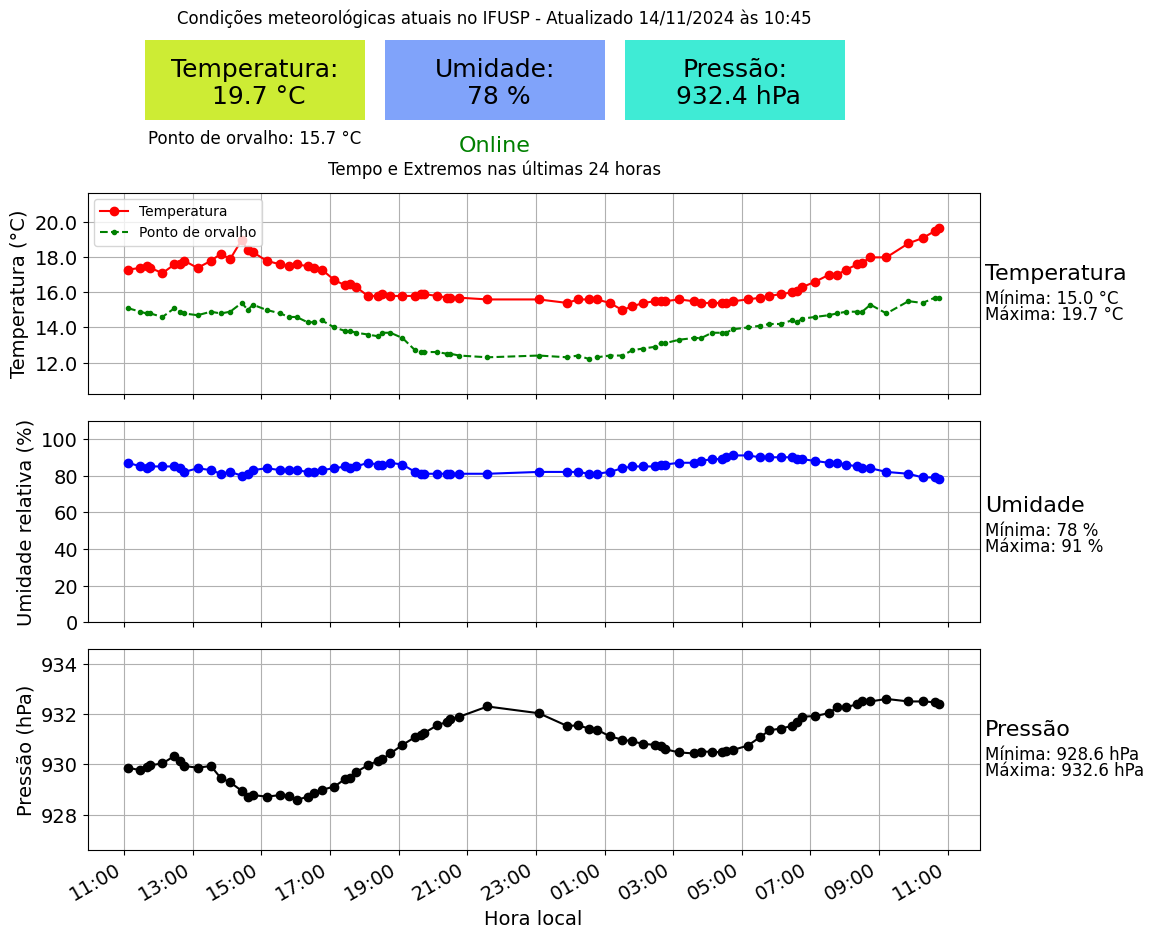 Condições meteorológicas atuais no IFUSP - Atualizado 14/11/2024 às 10:45
Temperatura:
19.7 °C
Umidade:
78 %
Pressão:
932.4 hPa
Ponto de orvalho: 15.7 °C
Online
Tempo e Extremos nas últimas 24 horas
Temperatura (°C)
20.0
18.0
16.0
14.0
12.0
Temperatura
Ponto de orvalho
Temperatura
Mínima: 15.0 °C
Máxima: 19.7 °C
Umidade relativa (%)
100
80
60
40
20
0
Umidade
Mínima: 78 %
Máxima: 91 %
Pressão (hPa)
934
932
930
928
Pressão
Mínima: 928.6 hPa
Máxima: 932.6 hPa
11:00 13:00 15:00 17:00 19:00 21:00 23:00 01:00 03:00 05:00 07:00 09:00 11:00
Hora local